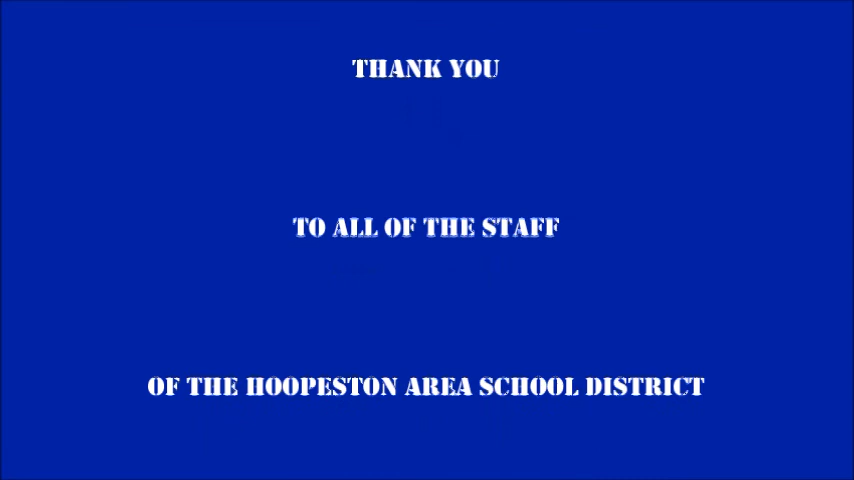 THANK YOU
TO ALL OF THE STAFF
OF THE HOOPESTON AREA SCHOOL DISTRICT